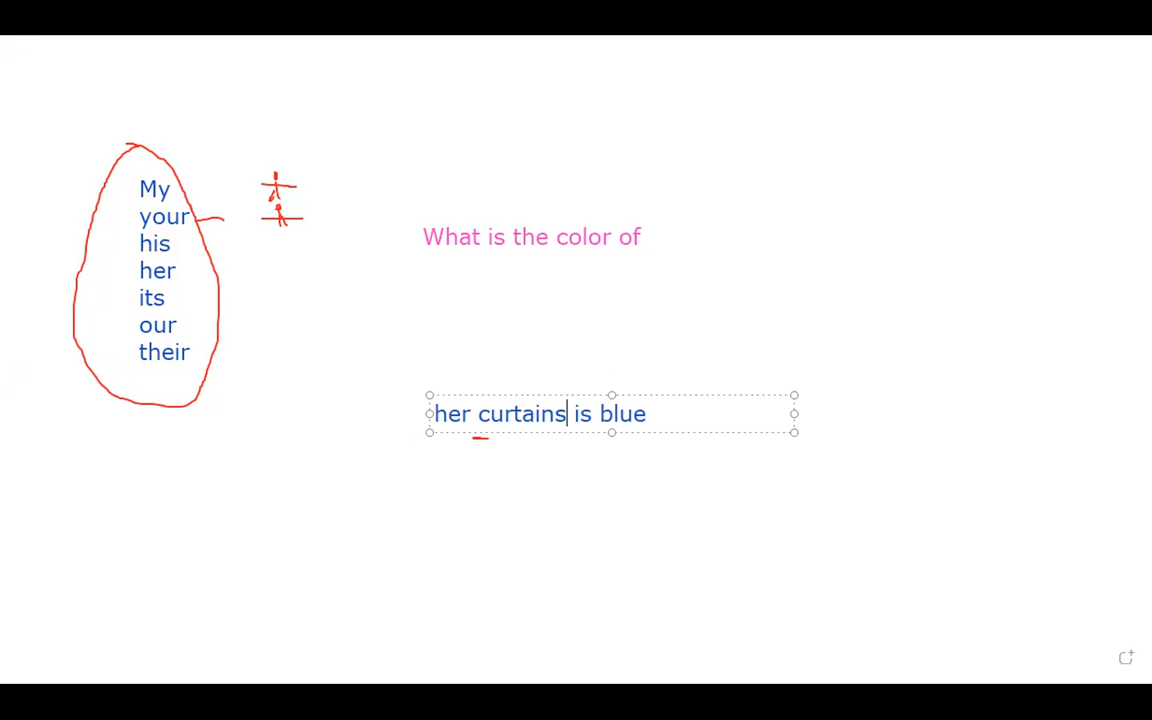 My
your
his
her
its
our
their
What is the color of
her curtains is blue